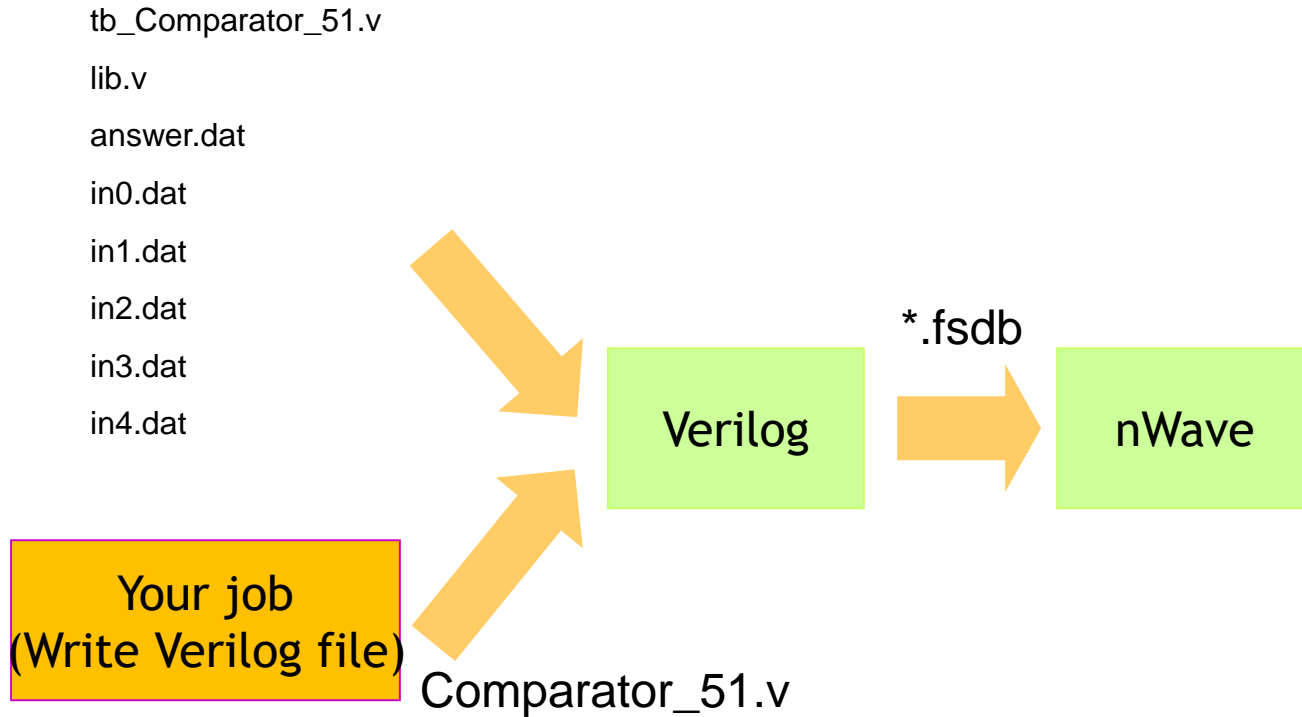 tb_Comparator_51.v
lib.v
answer.dat
in0.dat
in1.dat
in2.dat
in3.dat
in4.dat
*.fsdb
Verilog
nWave
Your job
(Write Verilog file)
Comparator_51.v